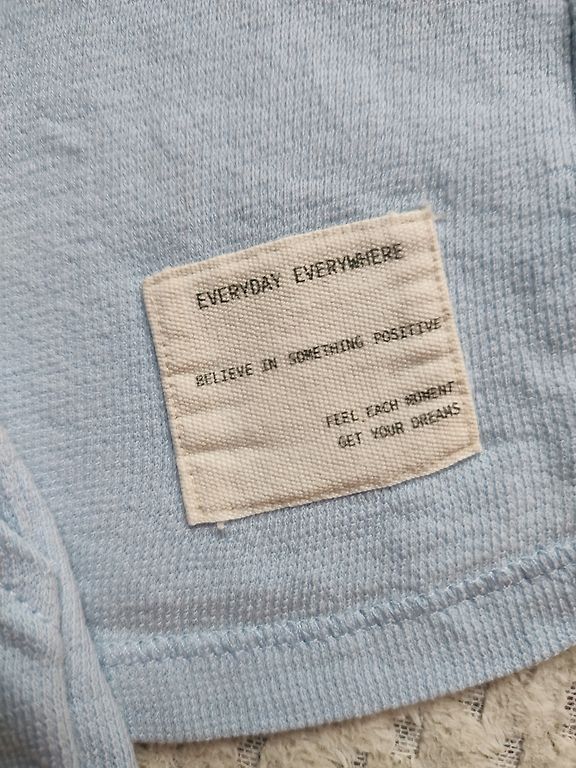 EVERYDAY EVERYWHERE
BELIEVE IN SOMETHING POSITIVE
FEEL EACH MOMENT
GET YOUR DREAMS